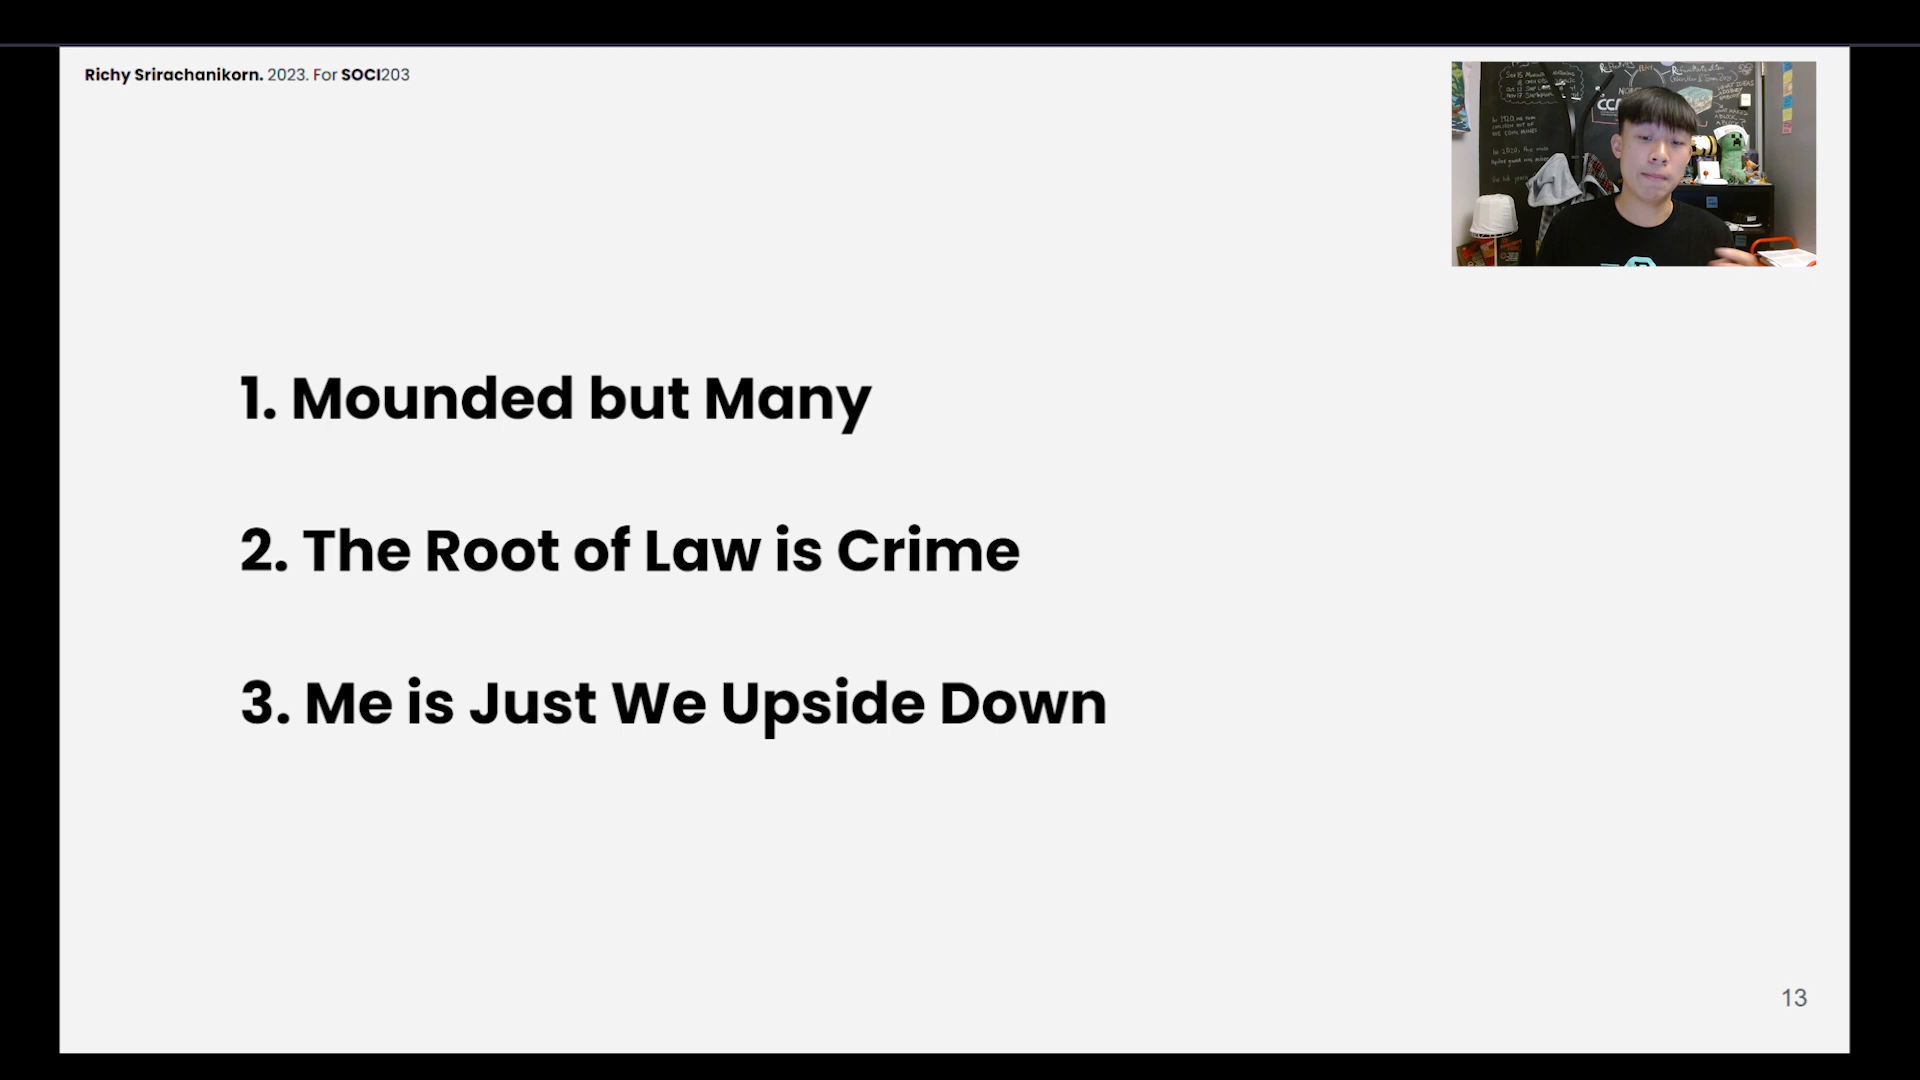 Richy Srirachanikorn. 2023. For SOCI203
1. Mounded but Many
2. The Root of Law is Crime
3. Me is Just We Upside Down
13